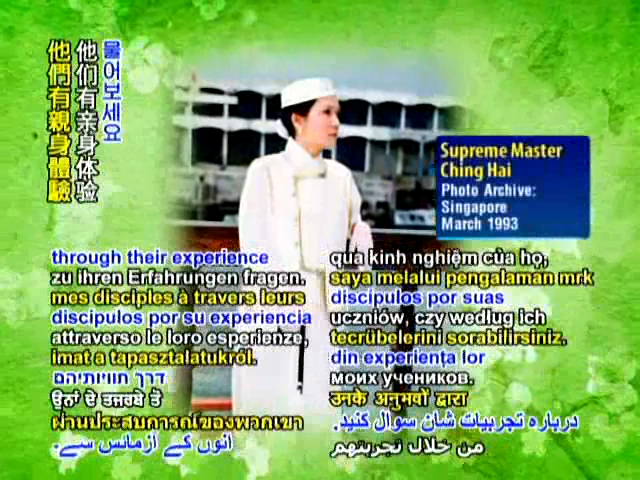 他們有親身體驗
他们有亲身体验
물어보세요
Supreme Master
Ching Hai
Photo Archive:
Singapore
March 1993
through their experience
zu ihren Erfahrungen fragen.
mes disciples à travers leurs
discipulos por su experiencia
attraverso le loro esperienze,
imat a tapasztalatukról.
דרך חוויותיהם
ਉਨਾਂ ਦੇ ਤਜਰਬੇ ਤੋਂ
ผ่านประสบการณ์ของพวกเขา
انوں کے آزمائس سے۔
qua kinh nghiệm của họ,
saya melalui pengalaman mrk
discípulos por suas
uczniów, czy według ich
tecrübelerini sorabilirsiniz.
din experiența lor
моих учеников.
उनके अनुभवों द्वारा
درباره تجربیات شان سوال کنید.
من خلال تجربتهم